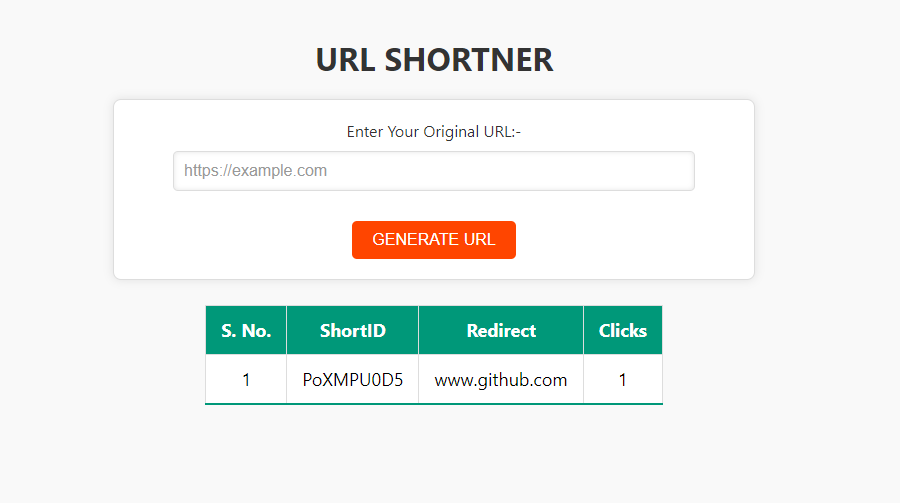 URL SHORTNER
Enter Your Original URL:-
https://example.com
GENERATE URL
S. No. ShortID Redirect Clicks
1 PoXMPU0D5 www.github.com 1